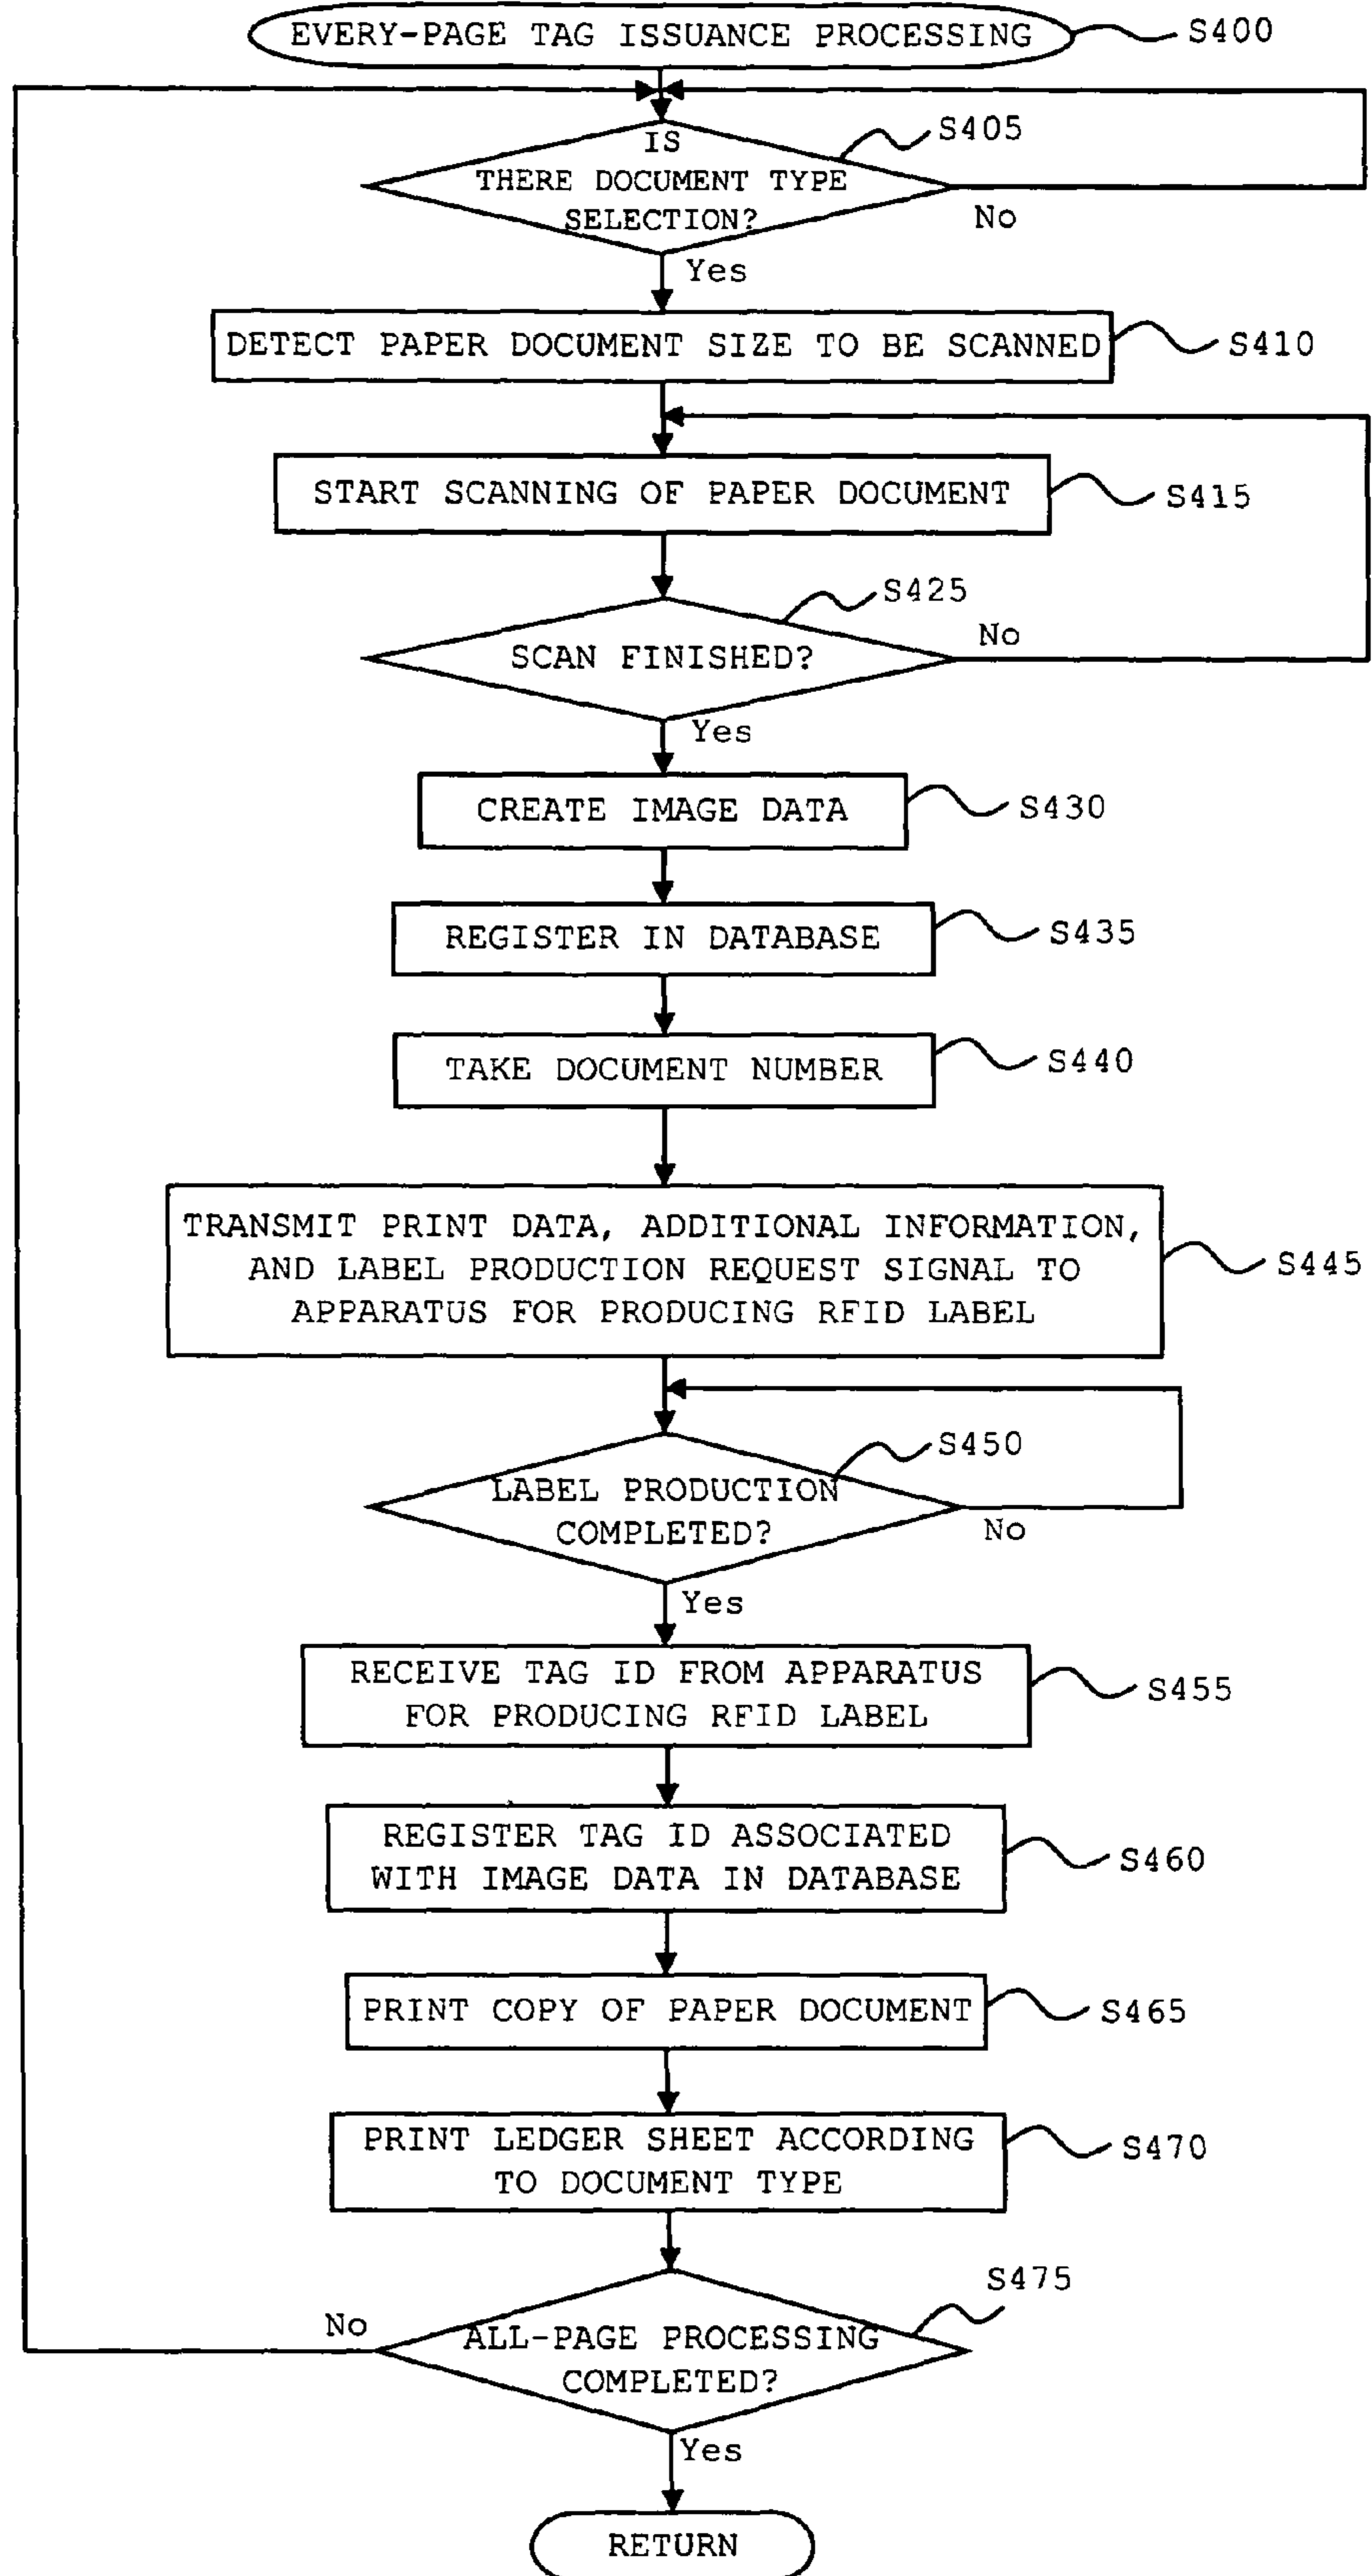 EVERY-PAGE TAG ISSUANCE PROCESSING
S400
IS
THERE DOCUMENT TYPE
SELECTION?
S405
No
Yes
DETECT PAPER DOCUMENT SIZE TO BE SCANNED
S410
START SCANNING OF PAPER DOCUMENT
S415
S425
SCAN FINISHED?
No
Yes
CREATE IMAGE DATA
S430
REGISTER IN DATABASE
S435
TAKE DOCUMENT NUMBER
S440
TRANSMIT PRINT DATA, ADDITIONAL INFORMATION,
AND LABEL PRODUCTION REQUEST SIGNAL TO
APPARATUS FOR PRODUCING RFID LABEL
S445
S450
LABEL PRODUCTION
COMPLETED?
No
Yes
RECEIVE TAG ID FROM APPARATUS
FOR PRODUCING RFID LABEL
S455
REGISTER TAG ID ASSOCIATED
WITH IMAGE DATA IN DATABASE
S460
PRINT COPY OF PAPER DOCUMENT
S465
PRINT LEDGER SHEET ACCORDING
TO DOCUMENT TYPE
S470
S475
No
ALL-PAGE PROCESSING
COMPLETED?
Yes
RETURN